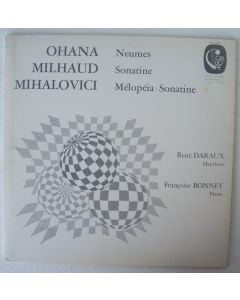 OHANA Neumes
MILHAUD Sonatine
MIHALOVICI Mélopéia - Sonatine
René DARAUX
Hautbois
Françoise BONNET
Piano